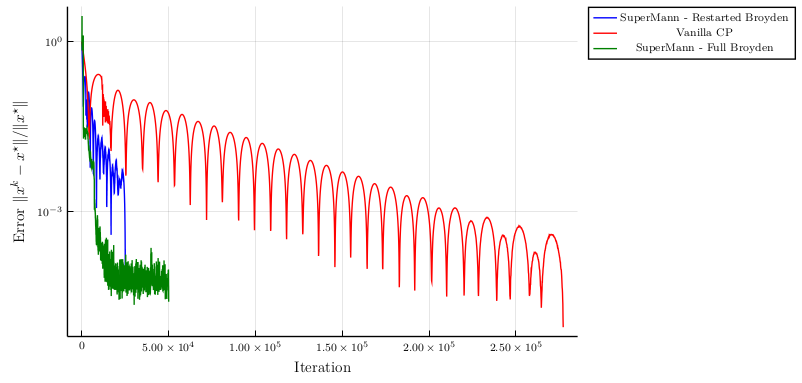 SuperMann - Restarted Broyden
Vanilla CP
SuperMann - Full Broyden
Error ‖x^k − x^⋆‖/‖x^⋆‖
10^0
10^−3
0
5.00 × 10^4
1.00 × 10^5
1.50 × 10^5
2.00 × 10^5
2.50 × 10^5
Iteration